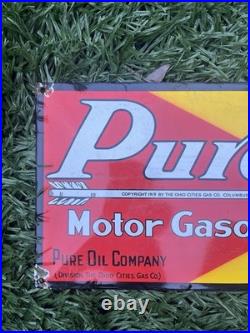 Pure
COPYRIGHT 1919 BY THE OHIO CITIES GAS CO. COLUMBUS
Motor Gaso
PURE OIL COMPANY
(DIVISION THE OHIO CITIES GAS CO.)